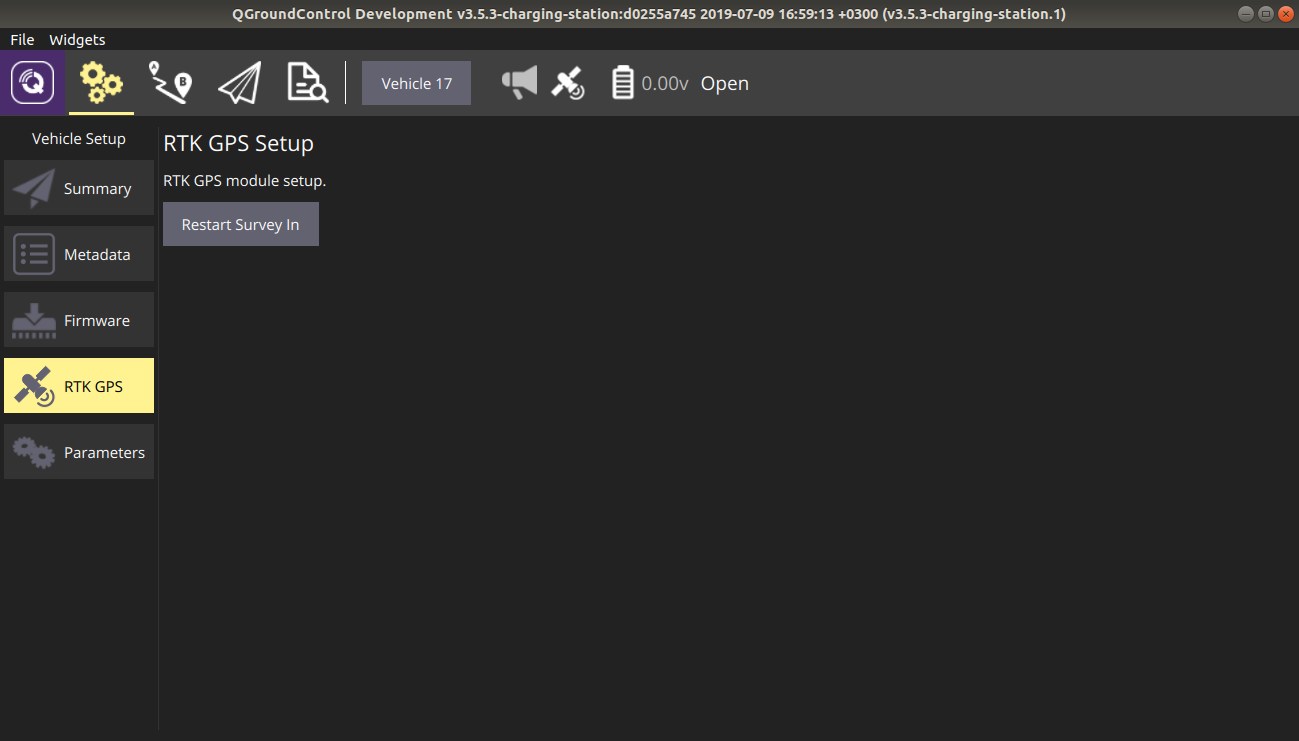 QGroundControl Development v3.5.3-charging-station:d0255a745 2019-07-09 16:59:13 +0300 (v3.5.3-charging-station.1)
File Widgets
A B Vehicle 17 0.00v Open
Vehicle Setup
Summary
Metadata
Firmware
RTK GPS
Parameters
RTK GPS Setup
RTK GPS module setup.
Restart Survey In